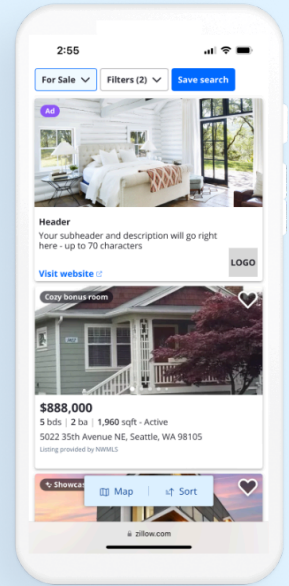 2:55
For Sale Filters (2) Save search
Ad
Header
Your subheader and description will go right
here - up to 70 characters
LOGO
Visit website
Cozy bonus room
$888,000
5 bds | 2 ba | 1,960 sqft - Active
5022 35th Avenue NE, Seattle, WA 98105
Listing provided by NWMLS
Showcas
Map Sort
zillow.com